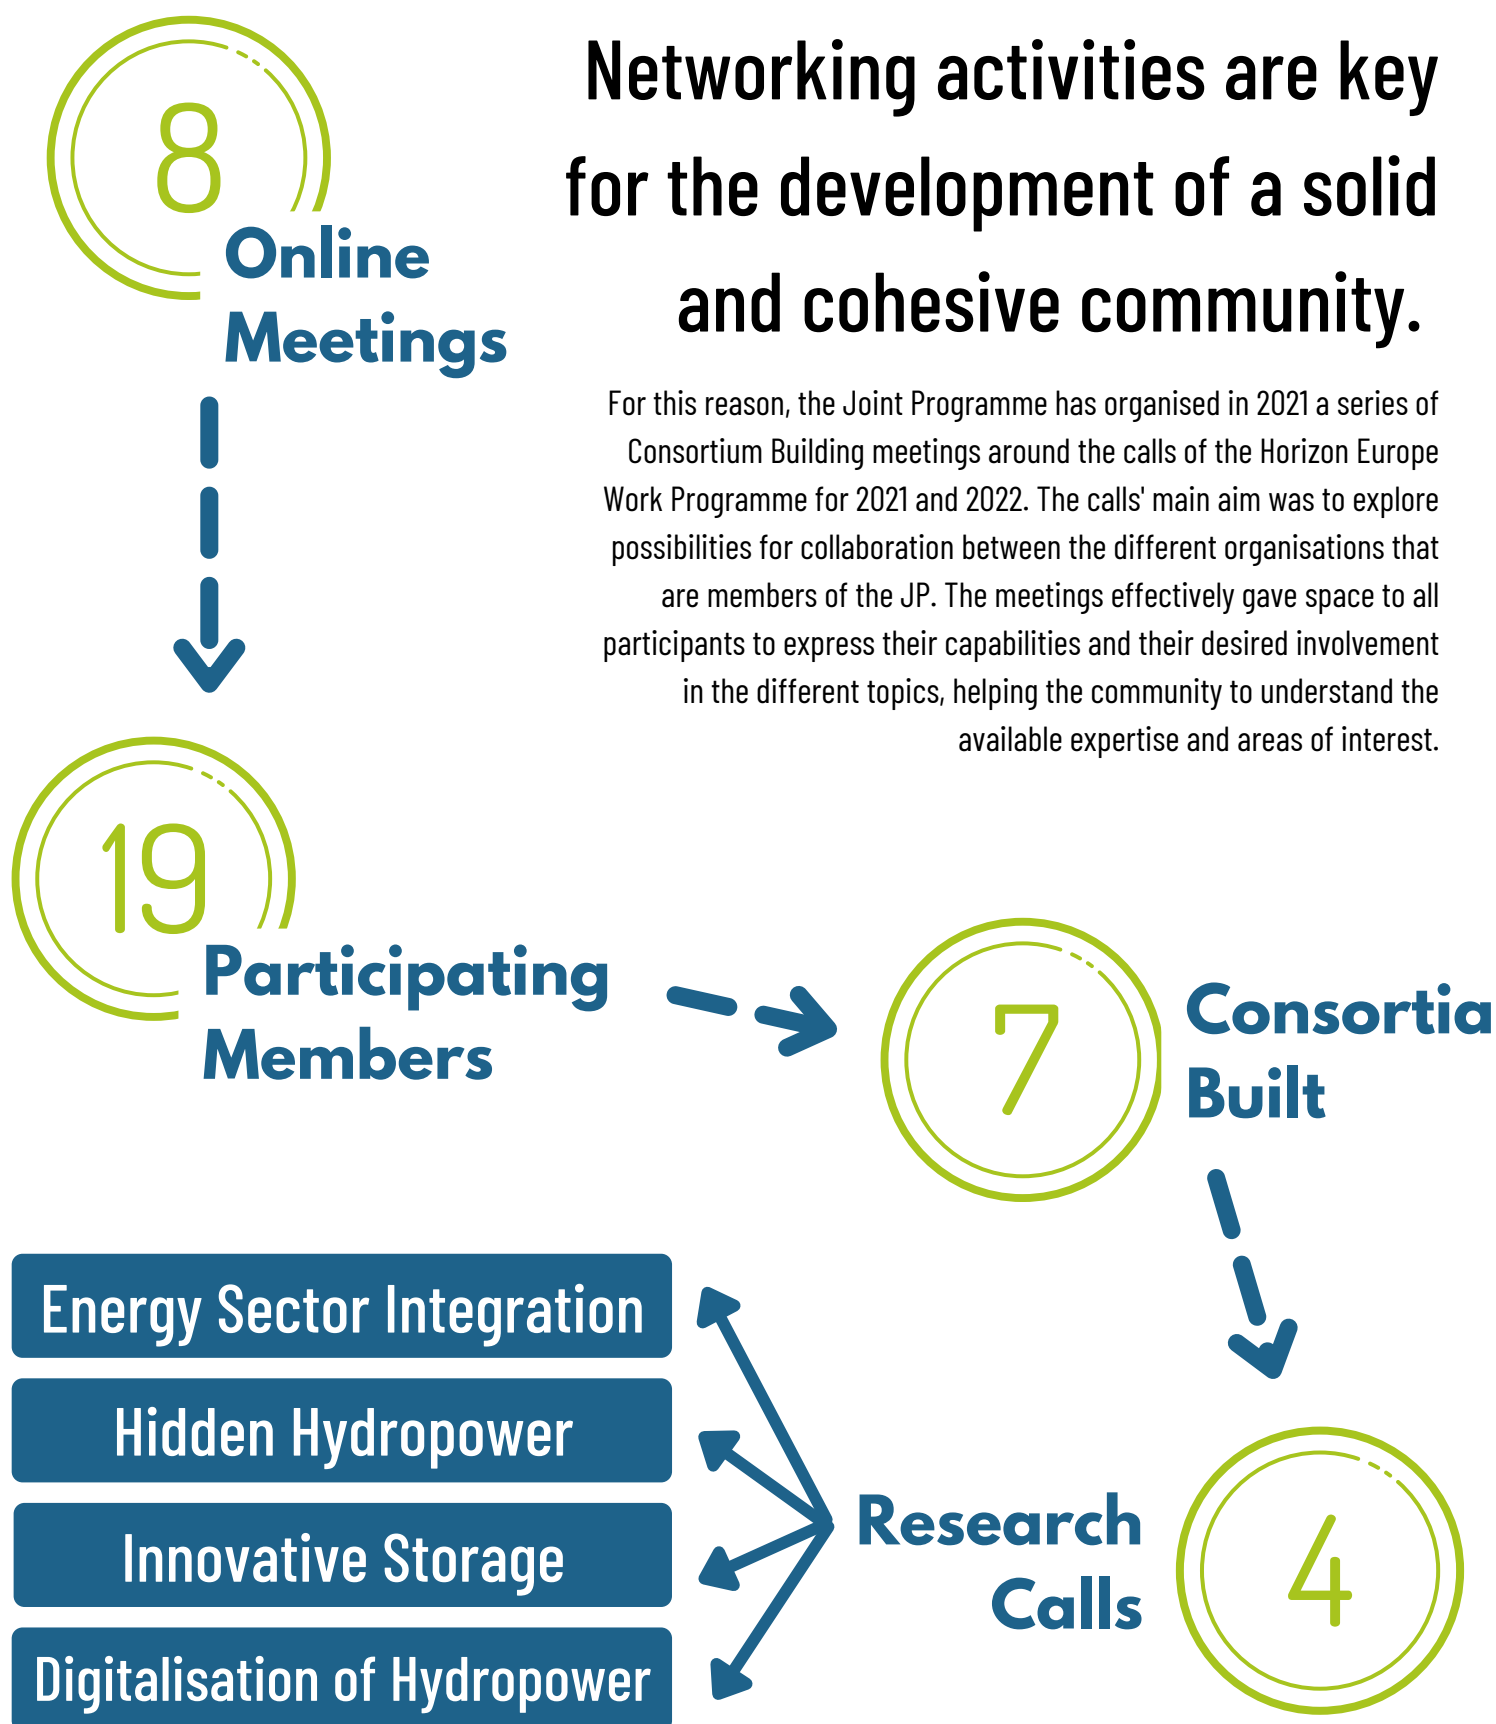 8
Online
Meetings
Networking activities are key
for the development of a solid
and cohesive community.
For this reason, the Joint Programme has organised in 2021 a series of
Consortium Building meetings around the calls of the Horizon Europe
Work Programme for 2021 and 2022. The calls' main aim was to explore
possibilities for collaboration between the different organisations that
are members of the JP. The meetings effectively gave space to all
participants to express their capabilities and their desired involvement
in the different topics, helping the community to understand the
available expertise and areas of interest.
19
Participating
Members
7
Consortia
Built
4
Research
Calls
Energy Sector Integration
Hidden Hydropower
Innovative Storage
Digitalisation of Hydropower